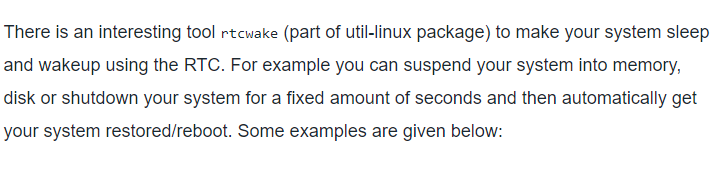 There is an interesting tool rtcwake (part of util-linux package) to make your system sleep
and wakeup using the RTC. For example you can suspend your system into memory,
disk or shutdown your system for a fixed amount of seconds and then automatically get
your system restored/reboot. Some examples are given below: